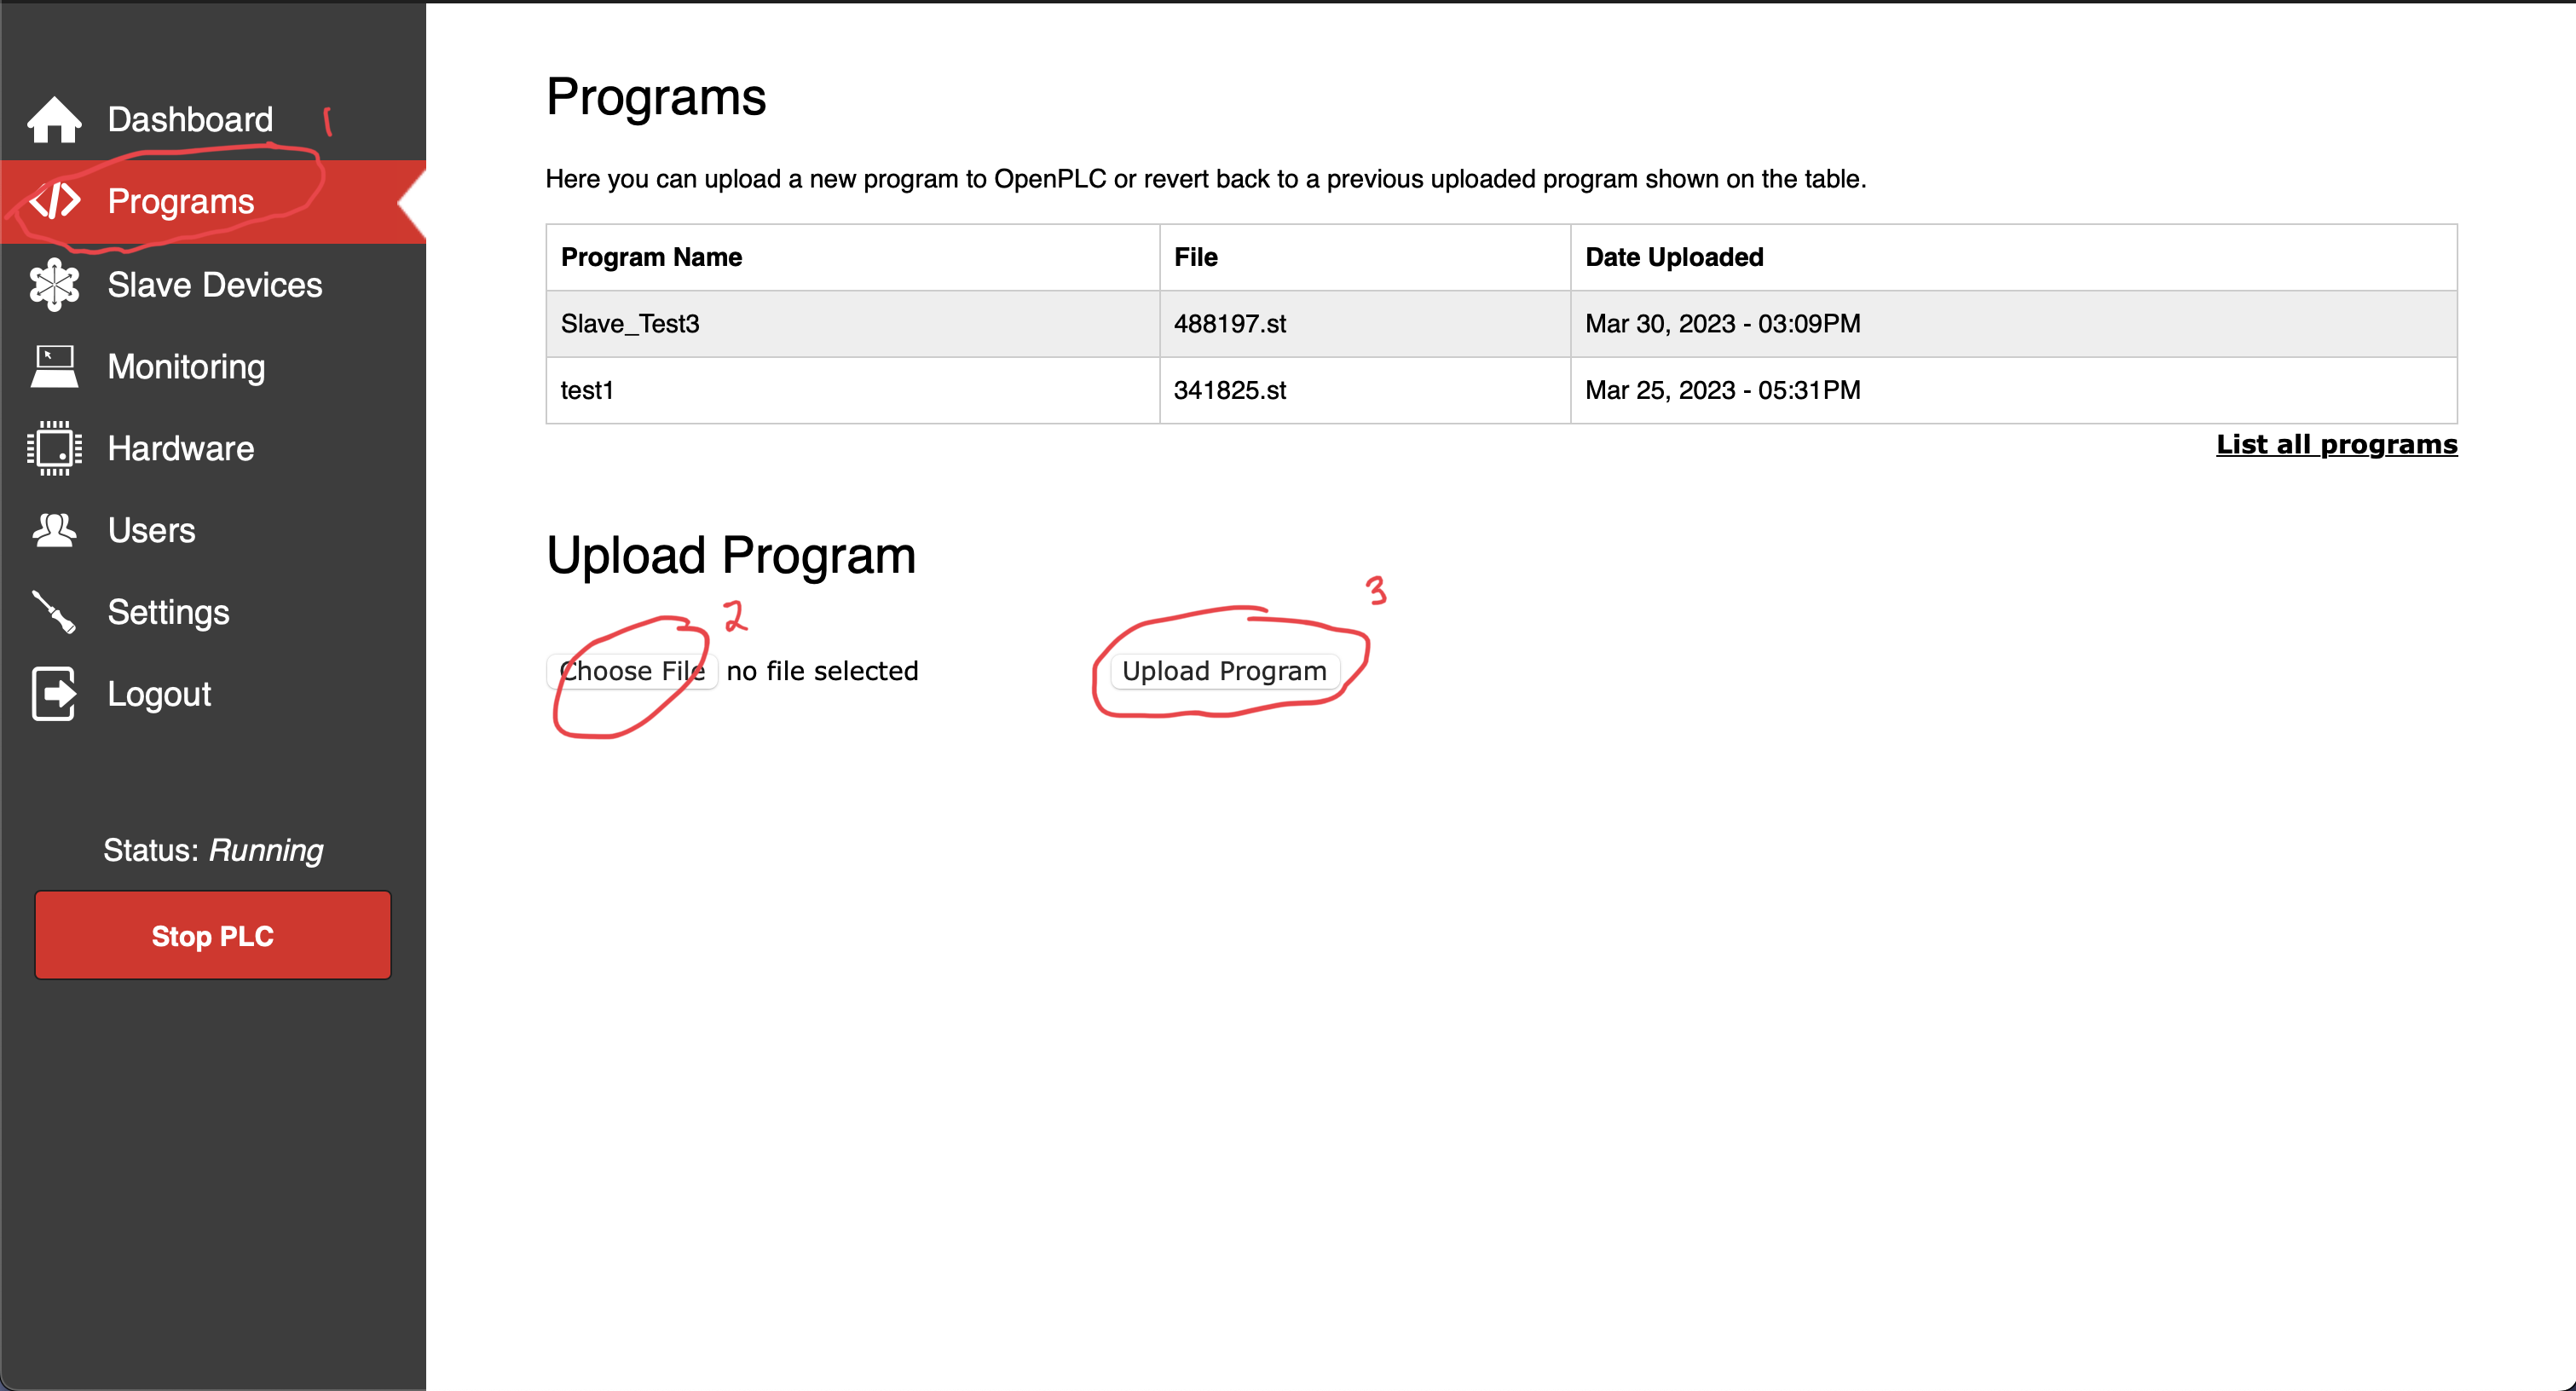 Dashboard 1
Programs
Slave Devices
Monitoring
Hardware
Users
Settings
Logout
Status: Running
Stop PLC
Programs
Here you can upload a new program to OpenPLC or revert back to a previous uploaded program shown on the table.
Program Name File Date Uploaded
Slave_Test3 488197.st Mar 30, 2023 - 03:09PM
test1 341825.st Mar 25, 2023 - 05:31PM
List all programs
Upload Program
2 3
Choose File no file selected Upload Program